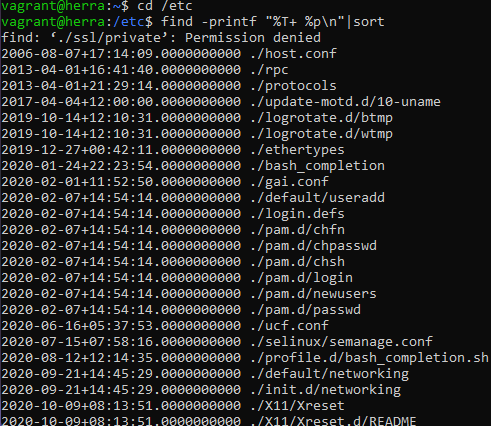 vagrant@herra:~$ cd /etc
vagrant@herra:/etc$ find -printf "%T+ %p\n"|sort
find: ‘./ssl/private’: Permission denied
2006-08-07+17:14:09.0000000000 ./host.conf
2013-04-01+16:41:40.0000000000 ./rpc
2013-04-01+21:29:14.0000000000 ./protocols
2017-04-04+12:00:00.0000000000 ./update-motd.d/10-uname
2019-10-14+12:10:31.0000000000 ./logrotate.d/btmp
2019-10-14+12:10:31.0000000000 ./logrotate.d/wtmp
2019-12-27+00:42:11.0000000000 ./ethertypes
2020-01-24+22:23:54.0000000000 ./bash_completion
2020-02-01+11:52:50.0000000000 ./gai.conf
2020-02-07+14:54:14.0000000000 ./default/useradd
2020-02-07+14:54:14.0000000000 ./login.defs
2020-02-07+14:54:14.0000000000 ./pam.d/chfn
2020-02-07+14:54:14.0000000000 ./pam.d/chpasswd
2020-02-07+14:54:14.0000000000 ./pam.d/chsh
2020-02-07+14:54:14.0000000000 ./pam.d/login
2020-02-07+14:54:14.0000000000 ./pam.d/newusers
2020-02-07+14:54:14.0000000000 ./pam.d/passwd
2020-06-16+05:37:53.0000000000 ./ucf.conf
2020-07-15+07:58:16.0000000000 ./selinux/semanage.conf
2020-08-12+12:14:35.0000000000 ./profile.d/bash_completion.sh
2020-09-21+14:45:29.0000000000 ./default/networking
2020-09-21+14:45:29.0000000000 ./init.d/networking
2020-10-09+08:13:51.0000000000 ./X11/Xreset
2020-10-09+08:13:51.0000000000 ./X11/Xreset.d/README